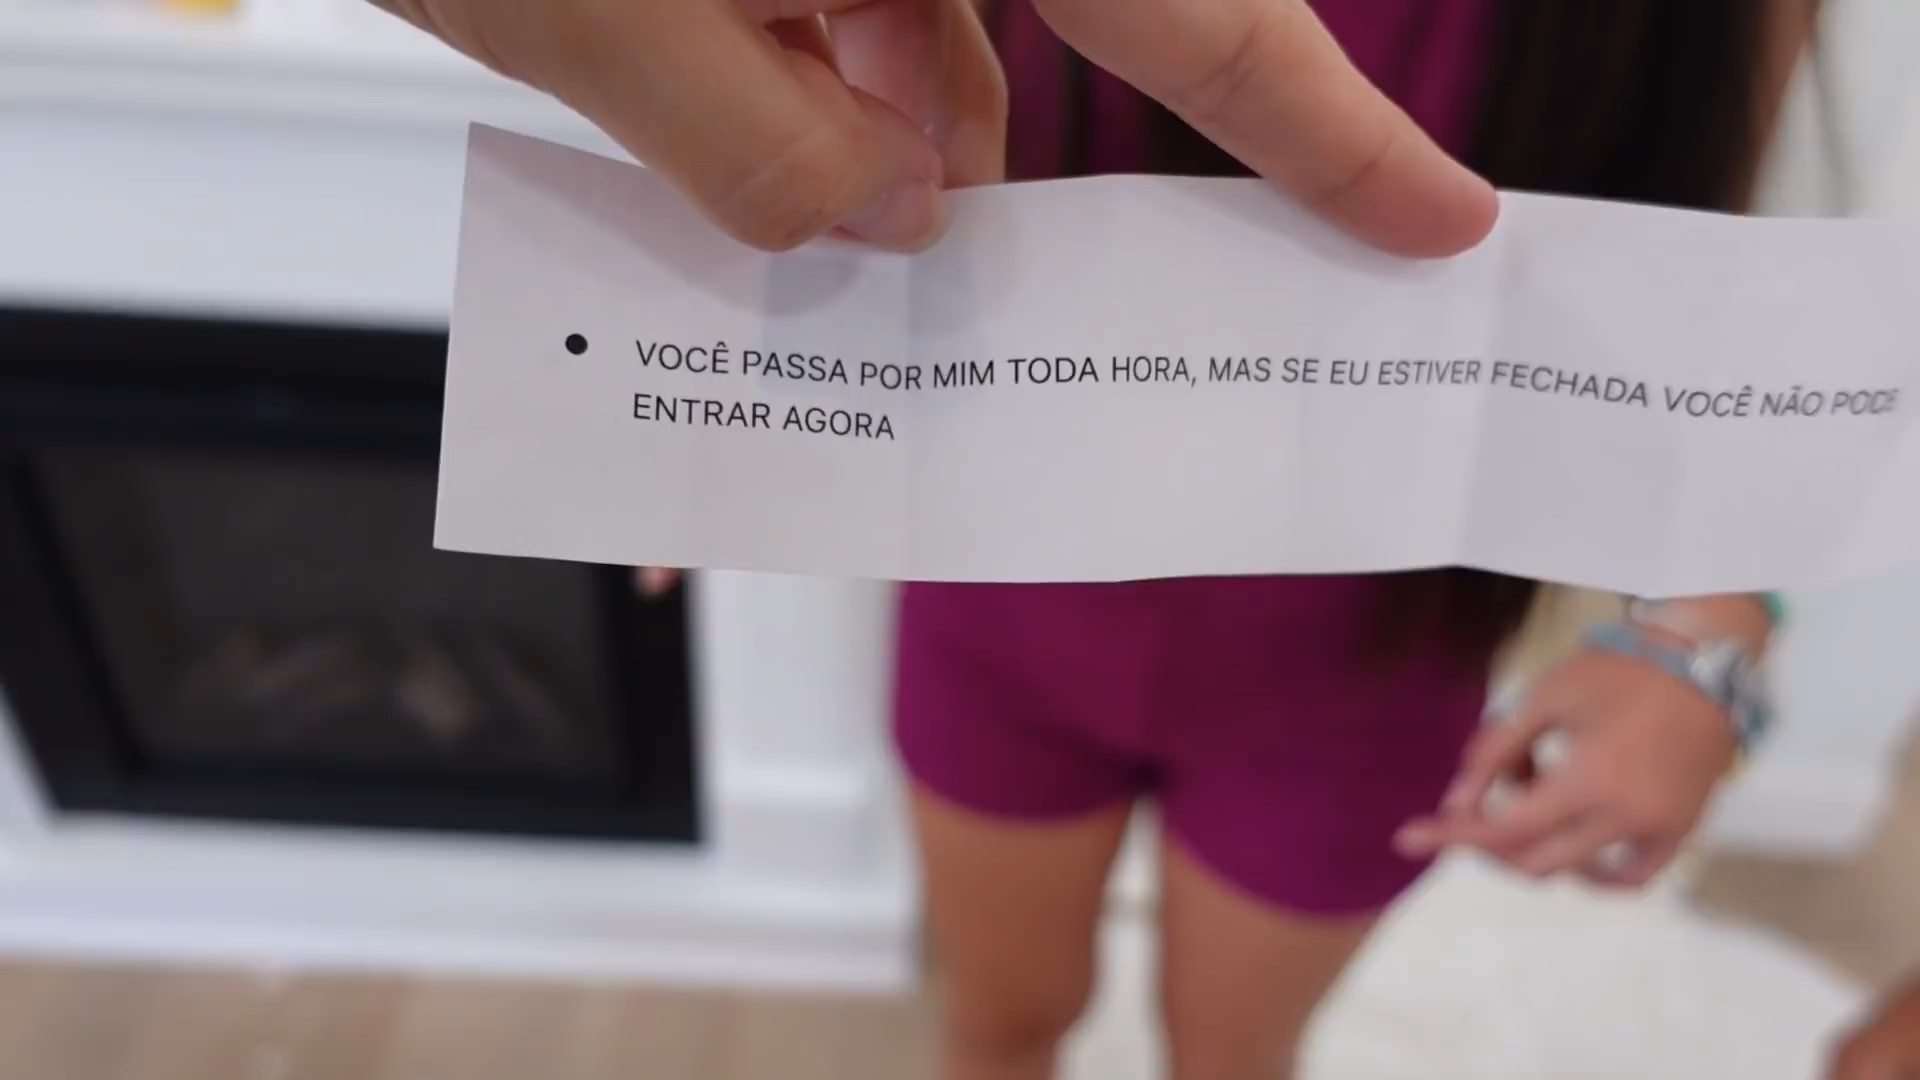 • VOCÊ PASSA POR MIM TODA HORA, MAS SE EU ESTIVER FECHADA VOCÊ NÃO PODE
ENTRAR AGORA